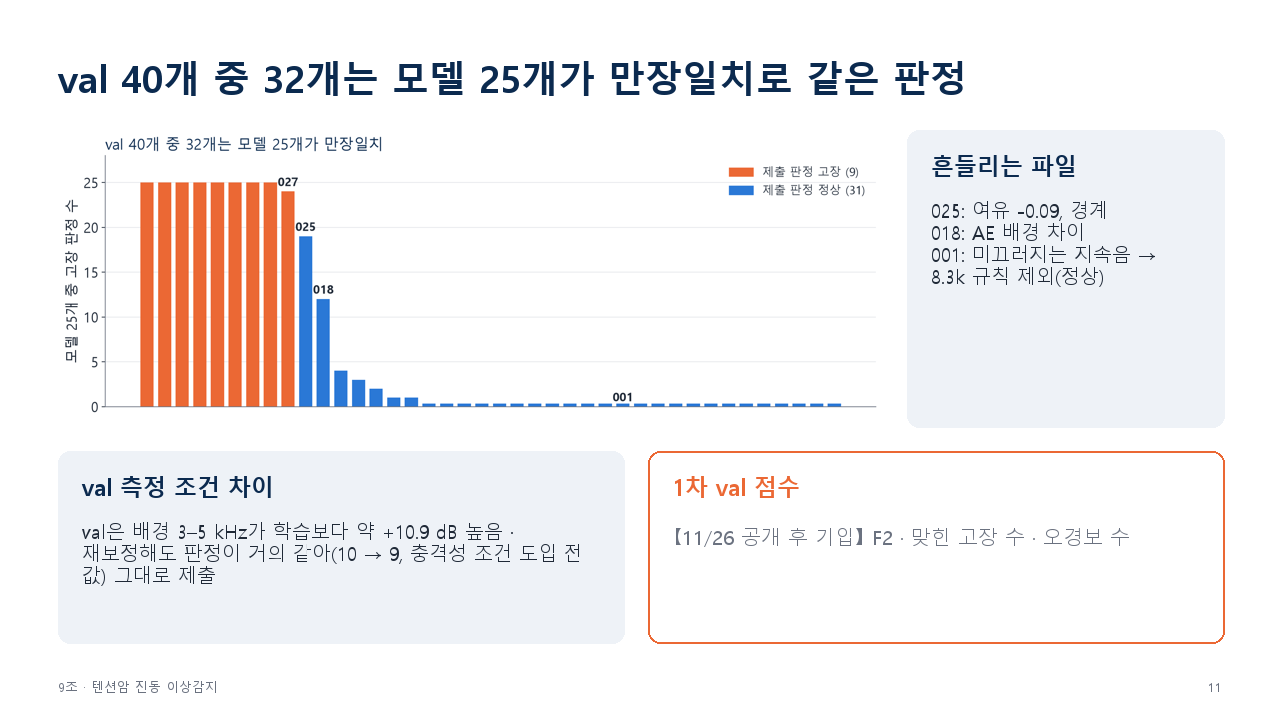 val 40개 중 32개는 모델 25개가 만장일치로 같은 판정
val 40개 중 32개는 모델 25개가 만장일치
모델 25개 중 고장 판정 수
25
20
15
10
5
0
027
025
018
001
제출 판정 고장 (9)
제출 판정 정상 (31)
흔들리는 파일
025: 여유 -0.09, 경계
018: AE 배경 차이
001: 미끄러지는 지속음 →
8.3k 규칙 제외(정상)
val 측정 조건 차이
val은 배경 3–5 kHz가 학습보다 약 +10.9 dB 높음 ·
재보정해도 판정이 거의 같아(10 → 9, 충격성 조건 도입 전
값) 그대로 제출
1차 val 점수
【11/26 공개 후 기입】 F2 · 맞힌 고장 수 · 오경보 수
9조 · 텐션암 진동 이상감지
11